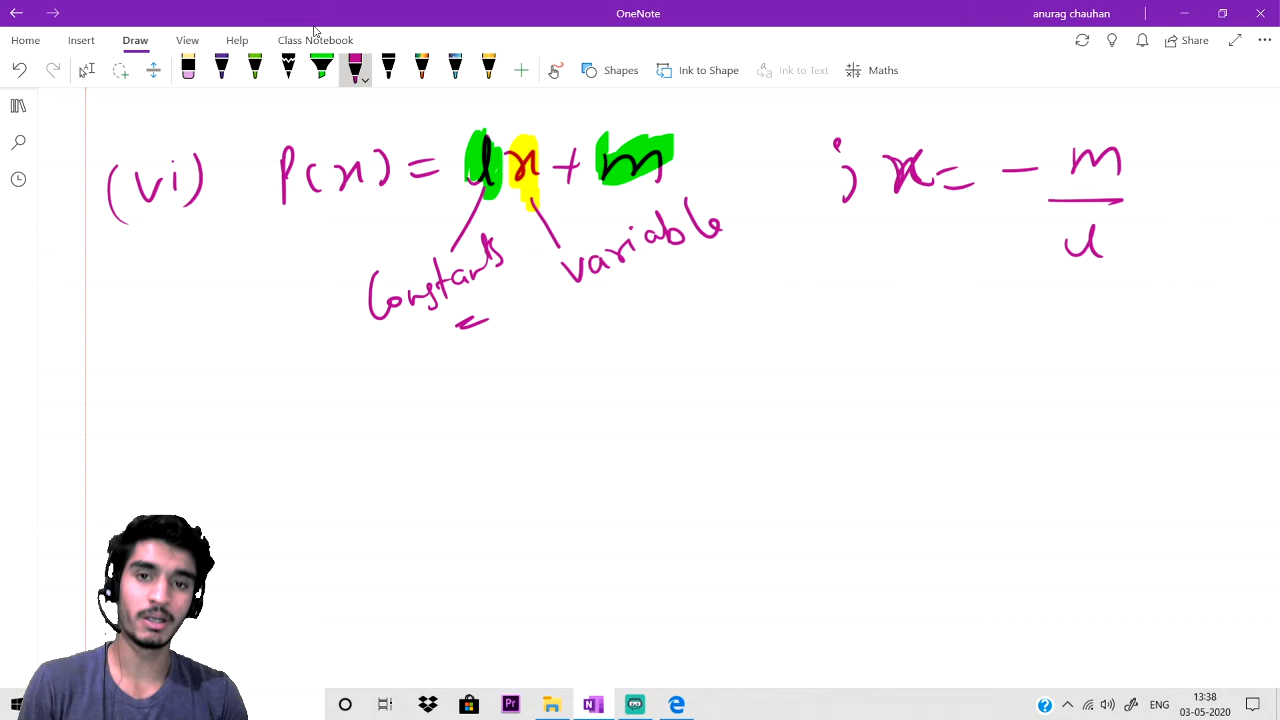 OneNote
anurag chauhan
Home Insert Draw View Help Class Notebook
Share
Shapes Ink to Shape Ink to Text Maths
(vi) P(x) = lx + m ; x = - m/l
Constants variable
ENG
13:38
03-05-2020